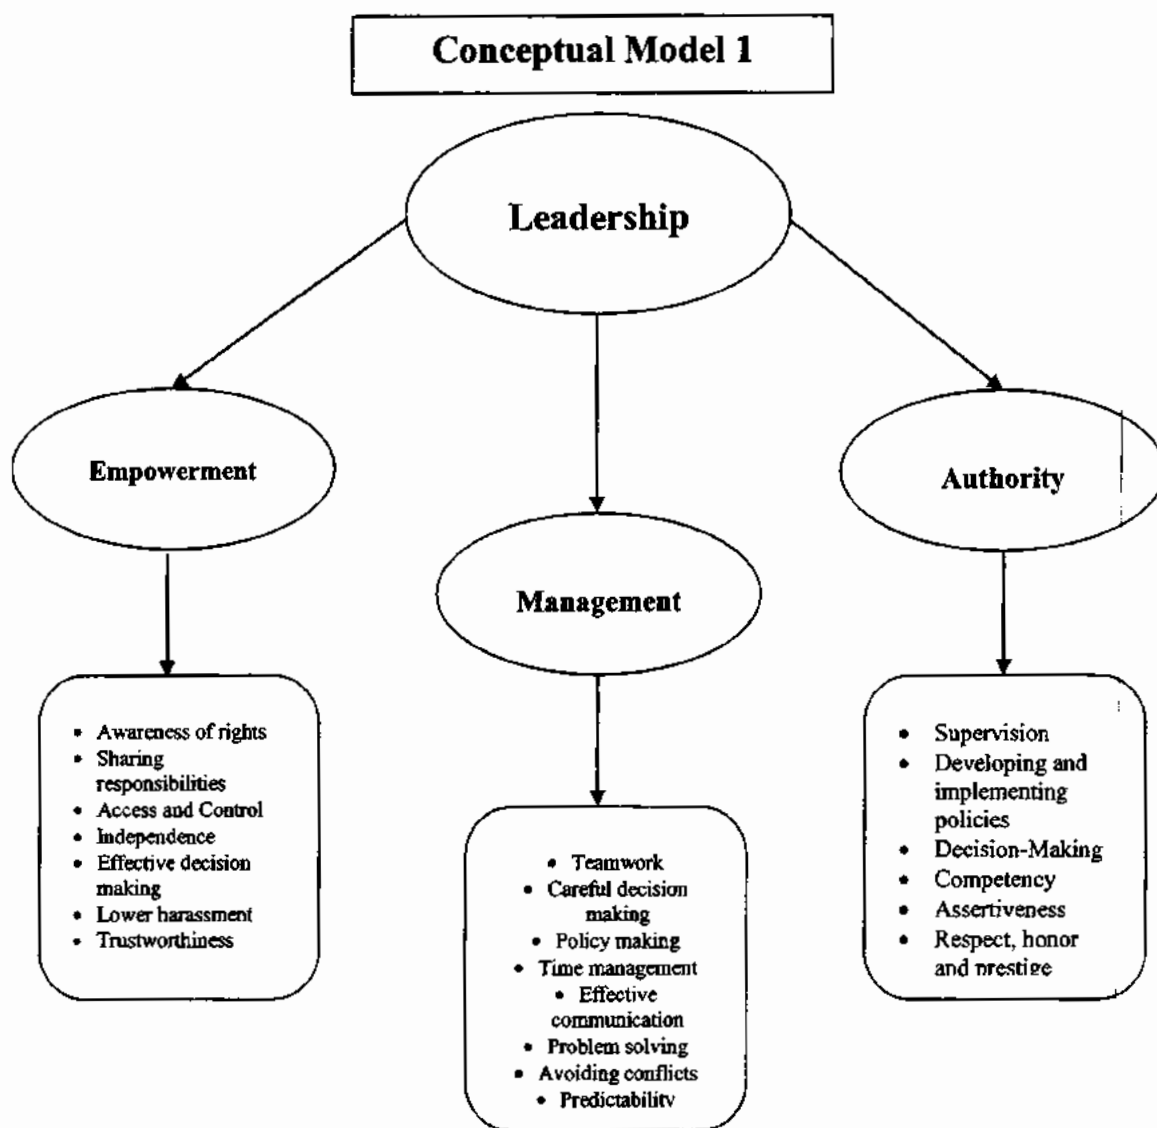 Conceptual Model 1
Leadership
Empowerment
Authority
Management
• Awareness of rights
• Sharing
responsibilities
• Access and Control
• Independence
• Effective decision
making
• Lower harassment
• Trustworthiness
• Teamwork
• Careful decision
making
• Policy making
• Time management
• Effective
communication
• Problem solving
• Avoiding conflicts
• Predictability
• Supervision
• Developing and
implementing
policies
• Decision-Making
• Competency
• Assertiveness
• Respect, honor
and prestige